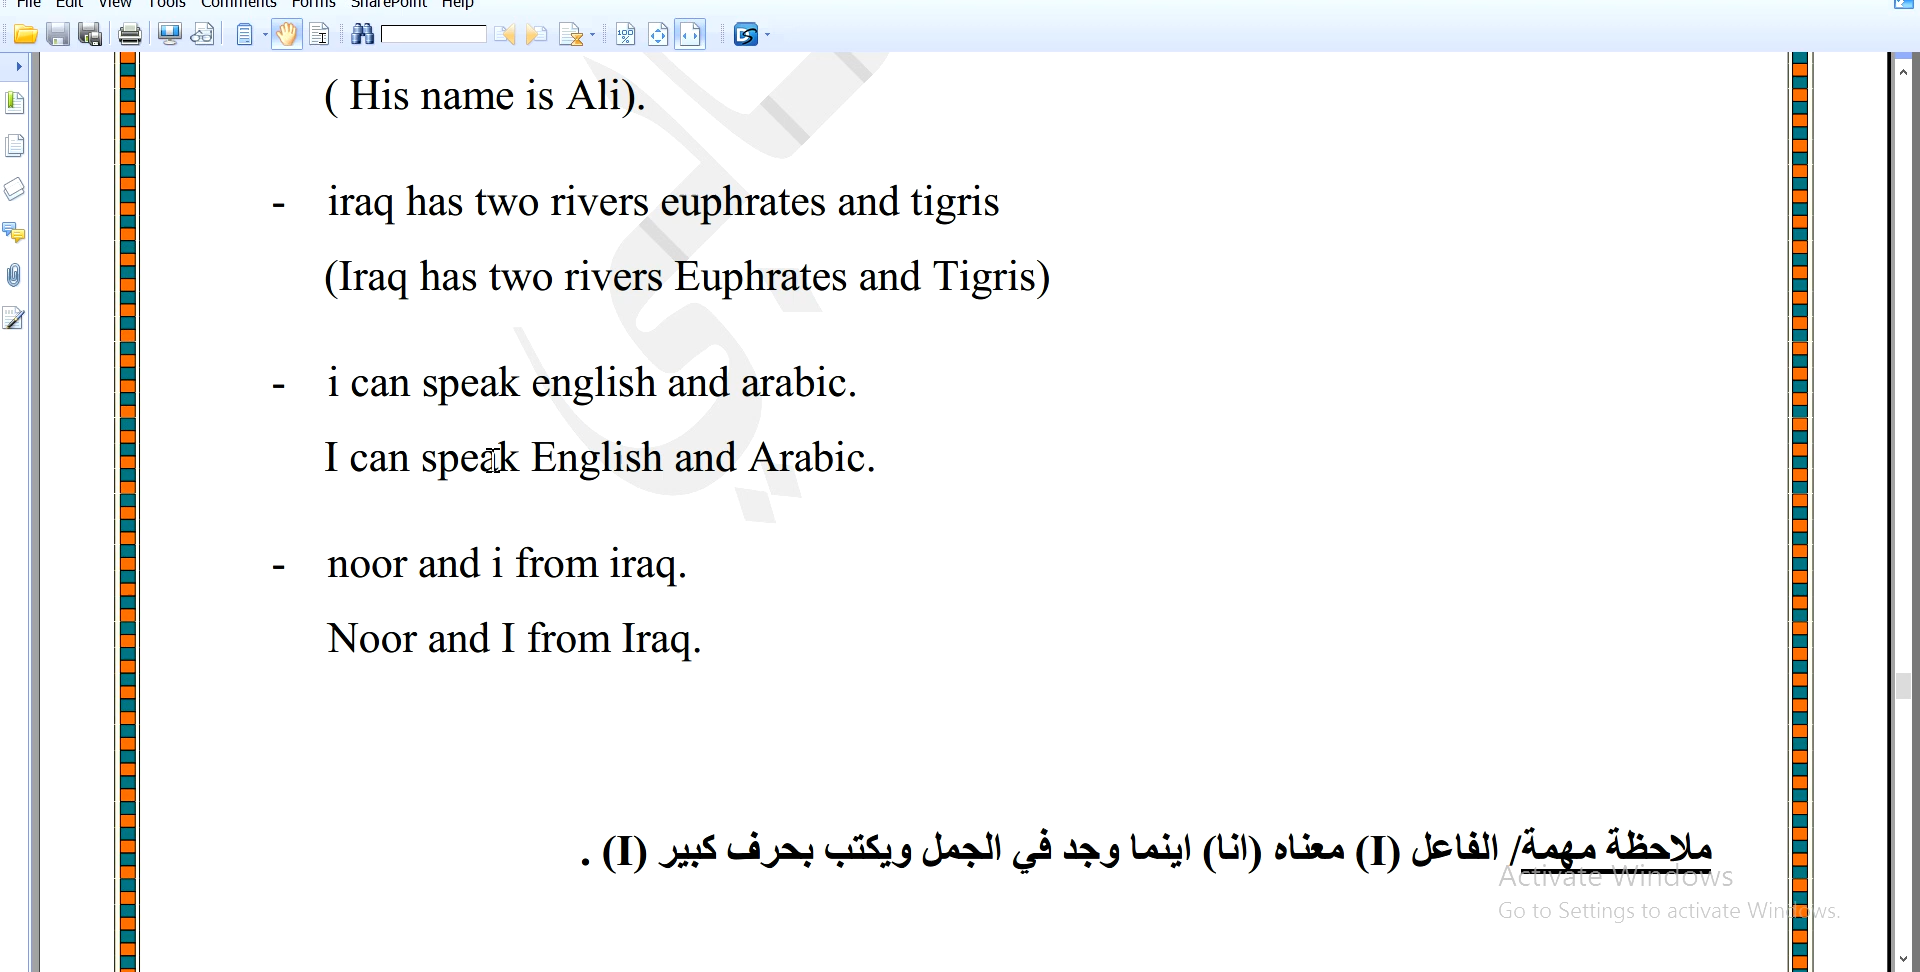 File Edit View Tools Comments Forms SharePoint Help
( His name is Ali).
- iraq has two rivers euphrates and tigris
(Iraq has two rivers Euphrates and Tigris)
- i can speak english and arabic.
I can speak English and Arabic.
- noor and i from iraq.
Noor and I from Iraq.
ملاحظة مهمة/ الفاعل (I) معناه (انا) اينما وجد في الجمل ويكتب بحرف كبير (I) .
Activate Windows
Go to Settings to activate Windows.